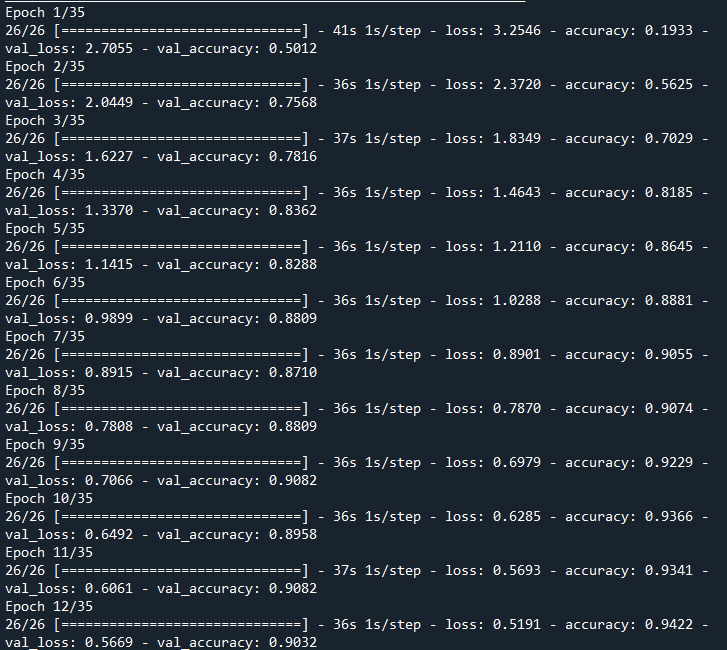 Epoch 1/35
26/26 [==============================] - 41s 1s/step - loss: 3.2546 - accuracy: 0.1933 -
val_loss: 2.7055 - val_accuracy: 0.5012
Epoch 2/35
26/26 [==============================] - 36s 1s/step - loss: 2.3720 - accuracy: 0.5625 -
val_loss: 2.0449 - val_accuracy: 0.7568
Epoch 3/35
26/26 [==============================] - 37s 1s/step - loss: 1.8349 - accuracy: 0.7029 -
val_loss: 1.6227 - val_accuracy: 0.7816
Epoch 4/35
26/26 [==============================] - 36s 1s/step - loss: 1.4643 - accuracy: 0.8185 -
val_loss: 1.3370 - val_accuracy: 0.8362
Epoch 5/35
26/26 [==============================] - 36s 1s/step - loss: 1.2110 - accuracy: 0.8645 -
val_loss: 1.1415 - val_accuracy: 0.8288
Epoch 6/35
26/26 [==============================] - 36s 1s/step - loss: 1.0288 - accuracy: 0.8881 -
val_loss: 0.9899 - val_accuracy: 0.8809
Epoch 7/35
26/26 [==============================] - 36s 1s/step - loss: 0.8901 - accuracy: 0.9055 -
val_loss: 0.8915 - val_accuracy: 0.8710
Epoch 8/35
26/26 [==============================] - 36s 1s/step - loss: 0.7870 - accuracy: 0.9074 -
val_loss: 0.7808 - val_accuracy: 0.8809
Epoch 9/35
26/26 [==============================] - 36s 1s/step - loss: 0.6979 - accuracy: 0.9229 -
val_loss: 0.7066 - val_accuracy: 0.9082
Epoch 10/35
26/26 [==============================] - 36s 1s/step - loss: 0.6285 - accuracy: 0.9366 -
val_loss: 0.6492 - val_accuracy: 0.8958
Epoch 11/35
26/26 [==============================] - 37s 1s/step - loss: 0.5693 - accuracy: 0.9341 -
val_loss: 0.6061 - val_accuracy: 0.9082
Epoch 12/35
26/26 [==============================] - 36s 1s/step - loss: 0.5191 - accuracy: 0.9422 -
val_loss: 0.5669 - val_accuracy: 0.9032